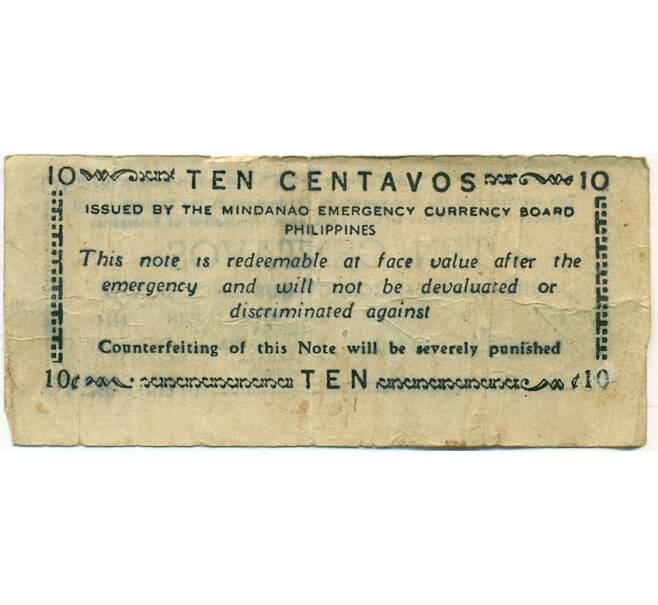 10 TEN CENTAVOS 10
ISSUED BY THE MINDANAO EMERGENCY CURRENCY BOARD
PHILIPPINES
This note is redeemable at face value after the
emergency and will not be devaluated or
discriminated against
Counterfeiting of this Note will be severely punished
10¢ TEN ¢10